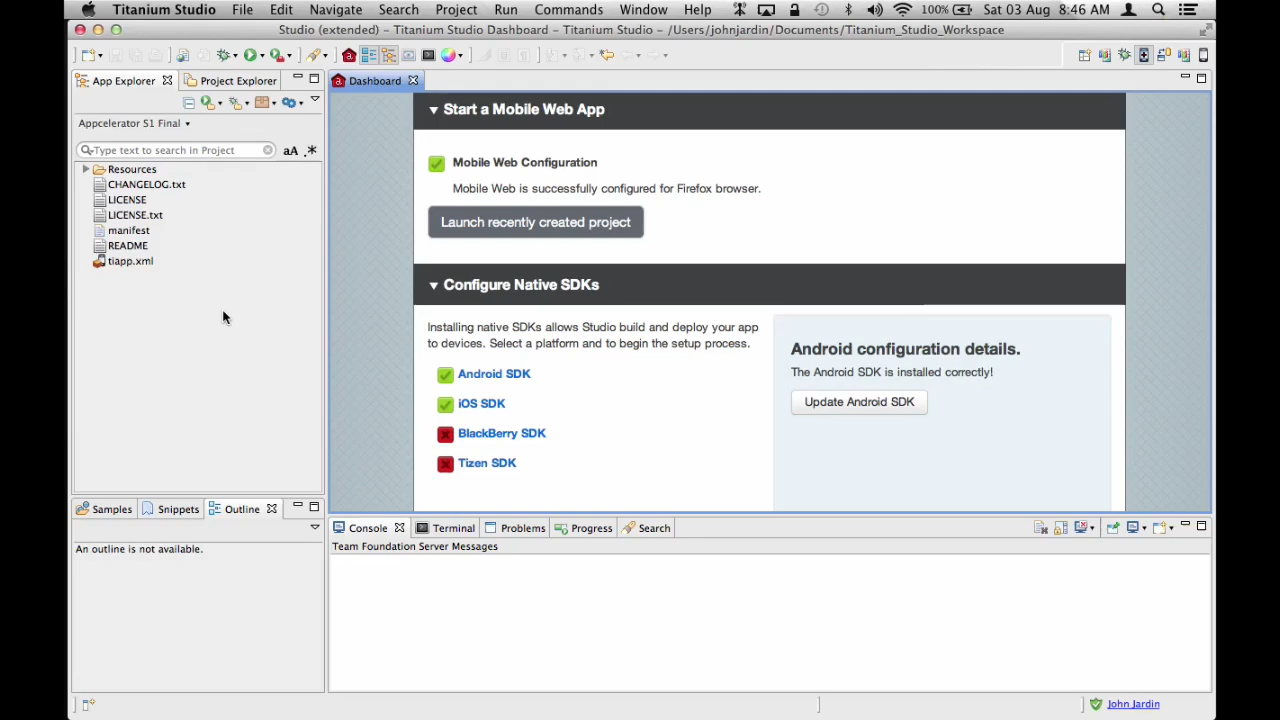 Titanium Studio File Edit Navigate Search Project Run Commands Window Help 100% Sat 03 Aug 8:46 AM
Studio (extended) – Titanium Studio Dashboard – Titanium Studio – /Users/johnjardin/Documents/Titanium_Studio_Workspace
App Explorer Project Explorer Dashboard
Appcelerator S1 Final
Type text to search in Project aA .*
Resources
CHANGELOG.txt
LICENSE
LICENSE.txt
manifest
README
tiapp.xml
Start a Mobile Web App
Mobile Web Configuration
Mobile Web is successfully configured for Firefox browser.
Launch recently created project
Configure Native SDKs
Installing native SDKs allows Studio build and deploy your app
to devices. Select a platform and to begin the setup process.
Android SDK
iOS SDK
BlackBerry SDK
Tizen SDK
Android configuration details.
The Android SDK is installed correctly!
Update Android SDK
Samples Snippets Outline
An outline is not available.
Console Terminal Problems Progress Search
Team Foundation Server Messages
John Jardin